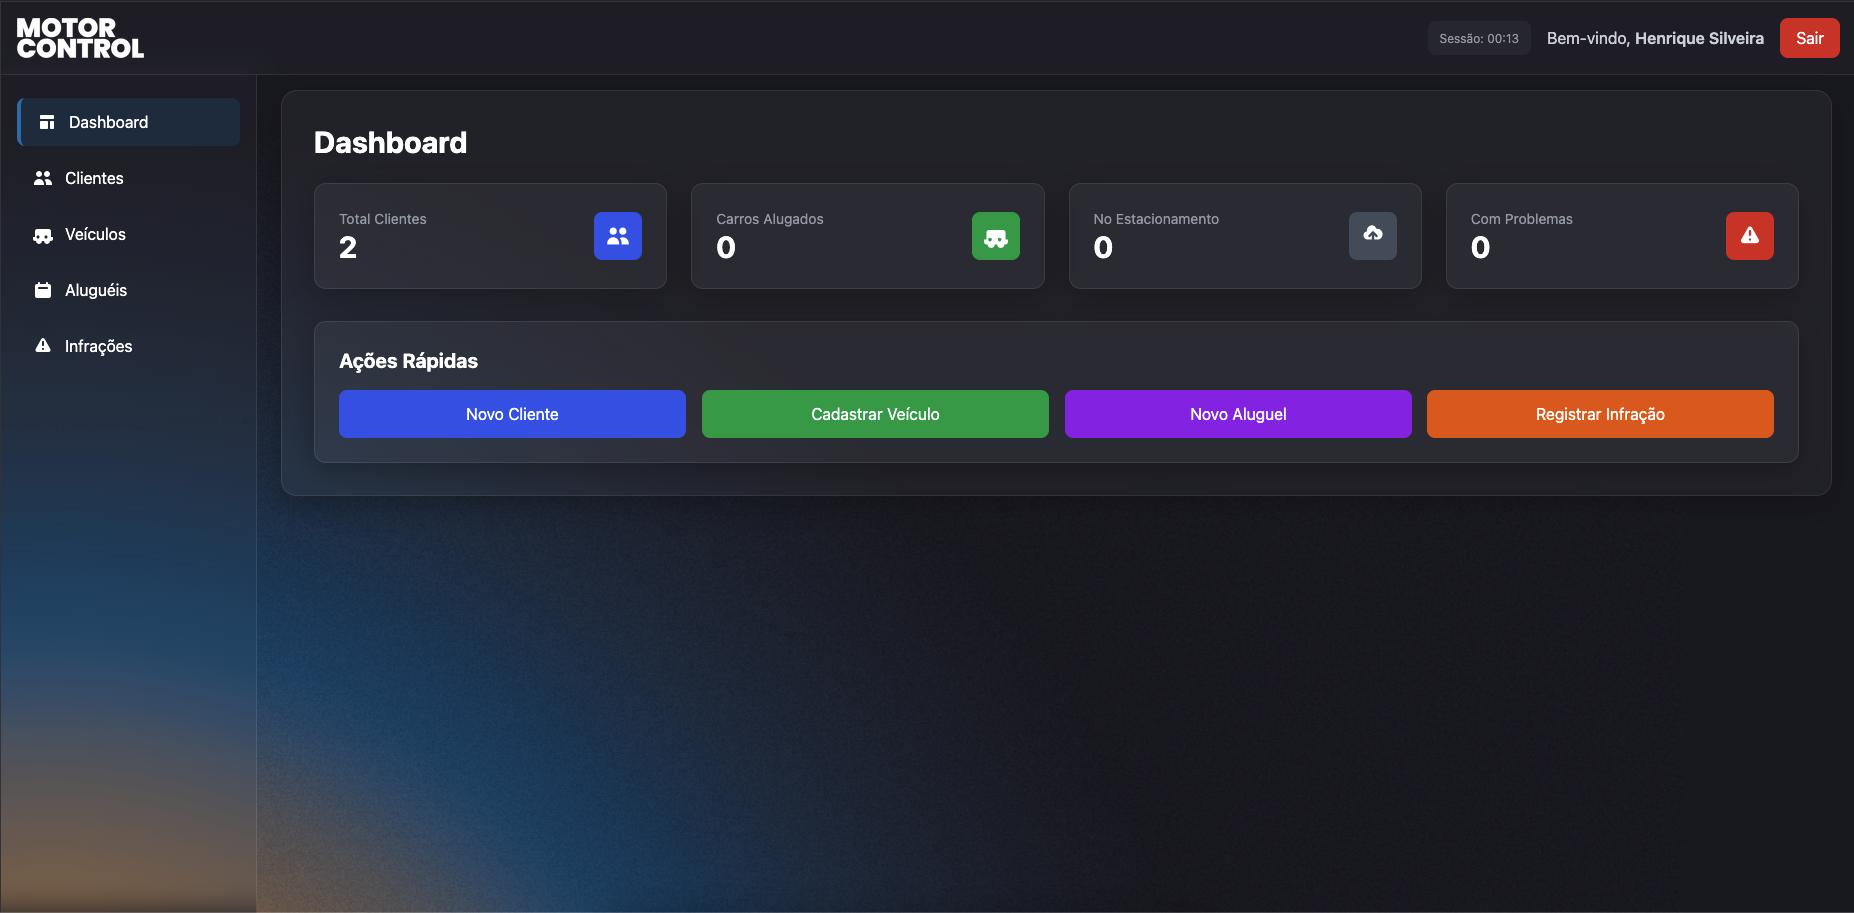 MOTOR
CONTROL
Sessão: 00:13
Bem-vindo, Henrique Silveira
Sair
Dashboard
Clientes
Veículos
Aluguéis
Infrações
Dashboard
Total Clientes
2
Carros Alugados
0
No Estacionamento
0
Com Problemas
0
Ações Rápidas
Novo Cliente
Cadastrar Veículo
Novo Aluguel
Registrar Infração